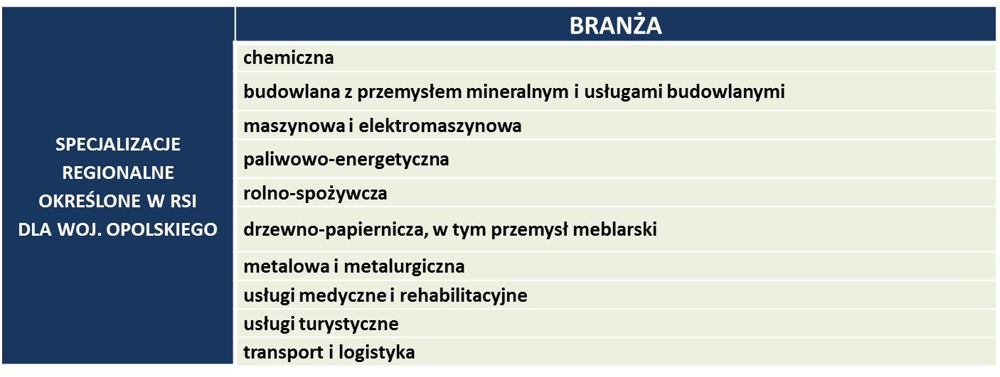 BRANŻA
SPECJALIZACJE
REGIONALNE
OKREŚLONE W RSI
DLA WOJ. OPOLSKIEGO
chemiczna
budowlana z przemysłem mineralnym i usługami budowlanymi
maszynowa i elektromaszynowa
paliwowo-energetyczna
rolno-spożywcza
drzewno-papiernicza, w tym przemysł meblarski
metalowa i metalurgiczna
usługi medyczne i rehabilitacyjne
usługi turystyczne
transport i logistyka